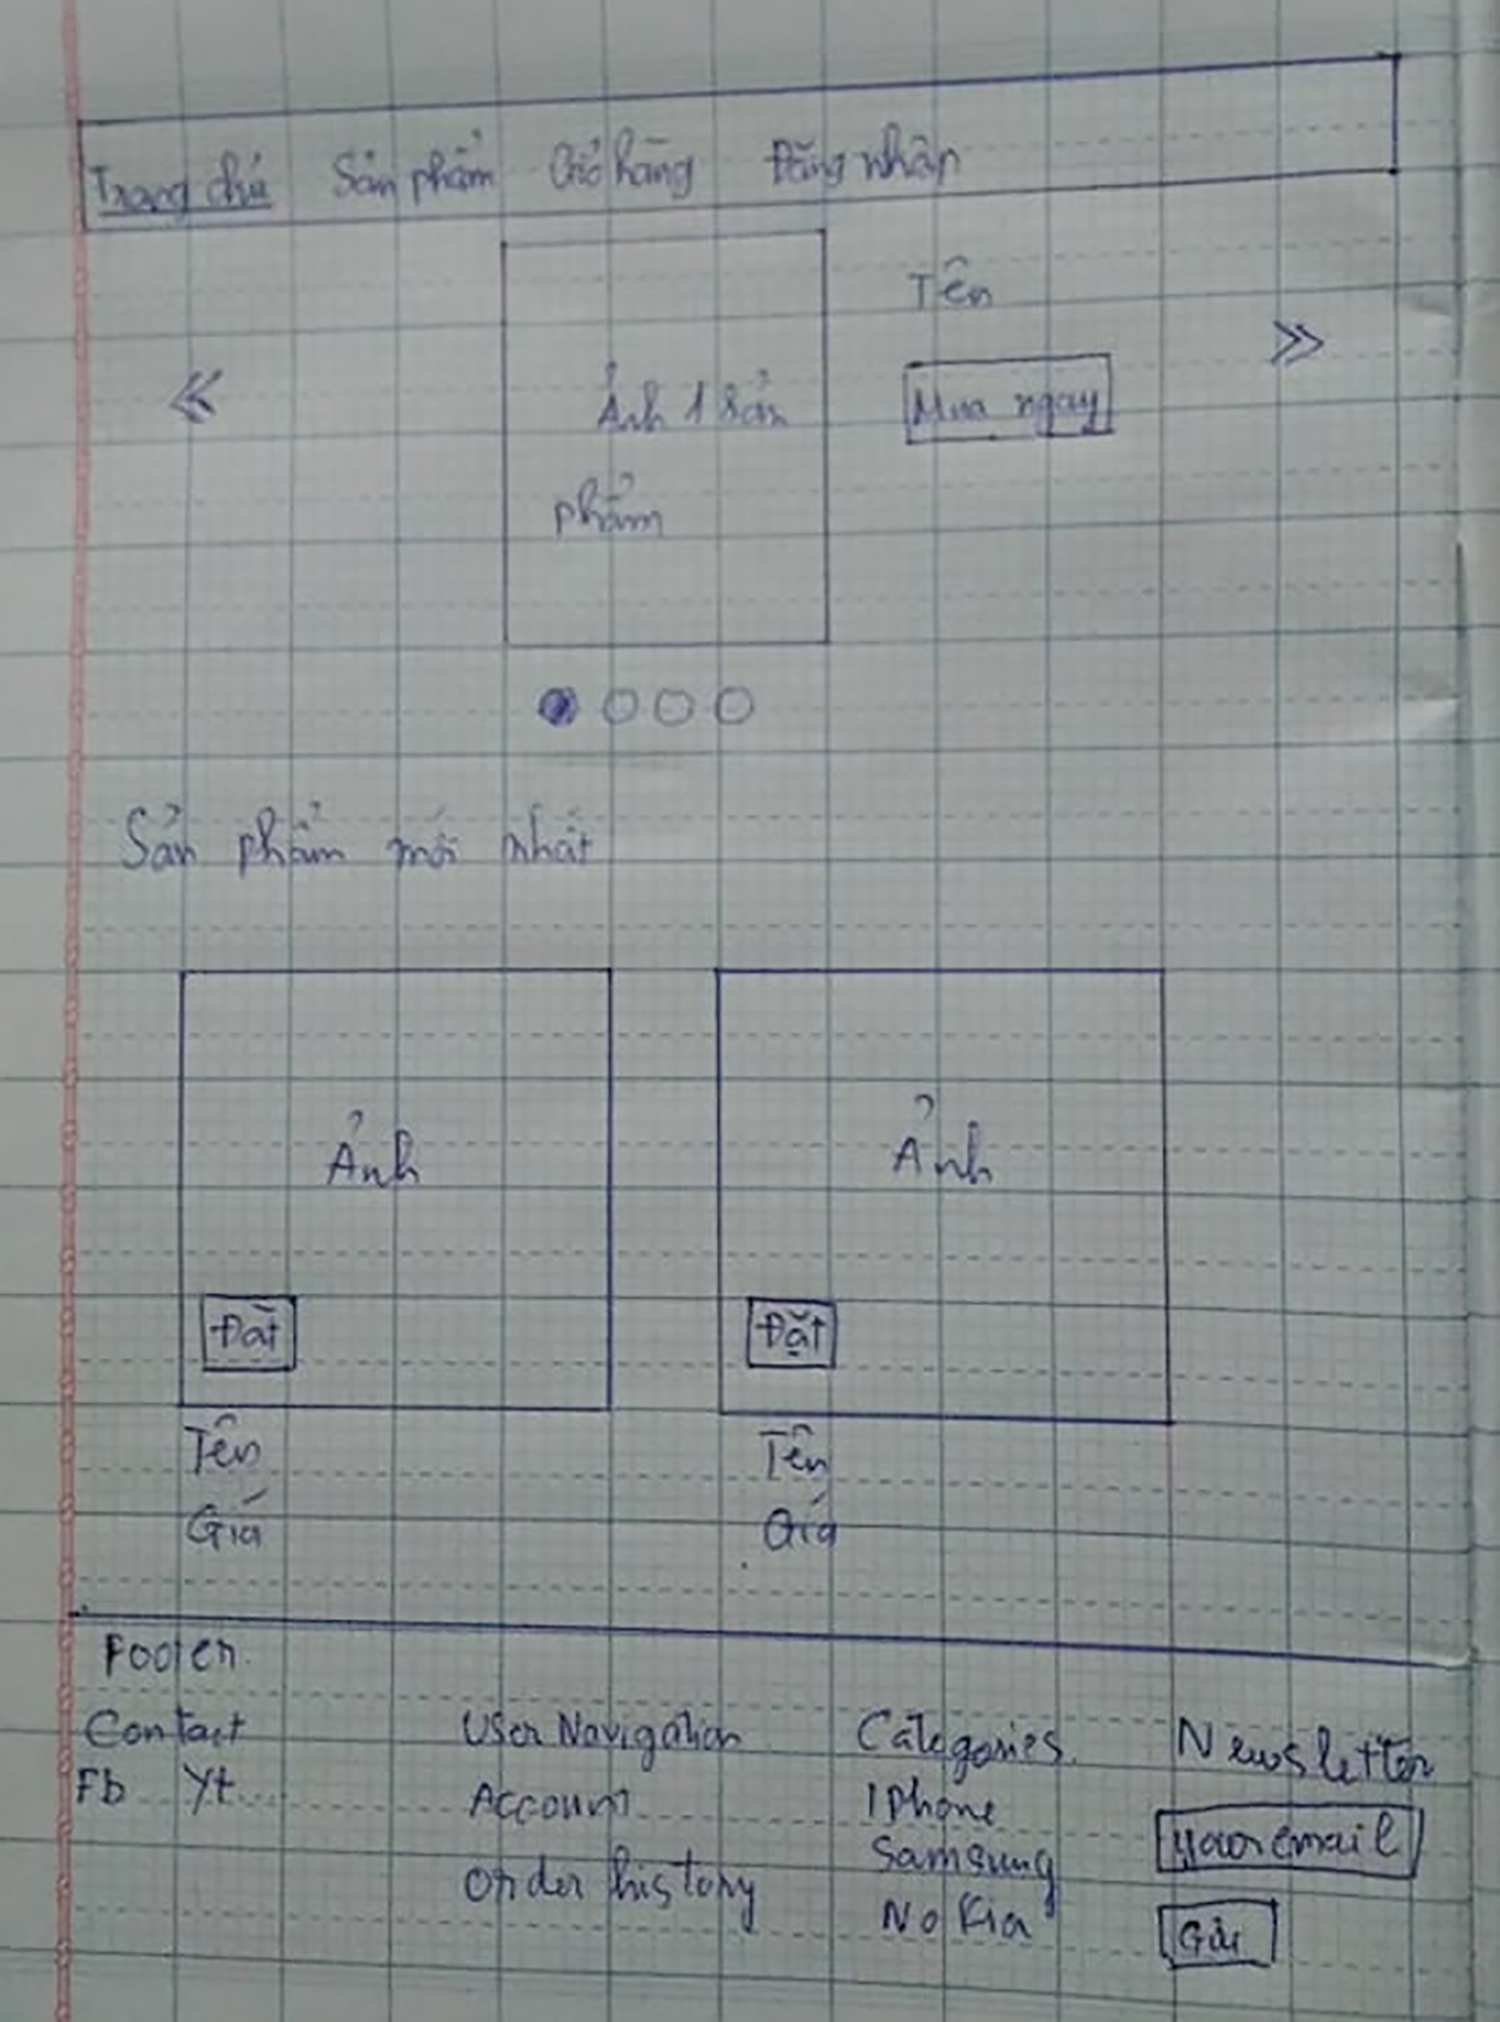 Trang chủ Sản phẩm Giỏ hàng Đăng nhập
Tên
«
»
Ảnh 1 sản
Mua ngay
phẩm
Sản phẩm mới nhất
Ảnh Ảnh
Đặt Đặt
Tên Tên
Giá Giá
Footer.
Contact User Navigation Categories. Newsletter
Fb Yt Account IPhone your email
Order history Samsung
Nokia Gửi